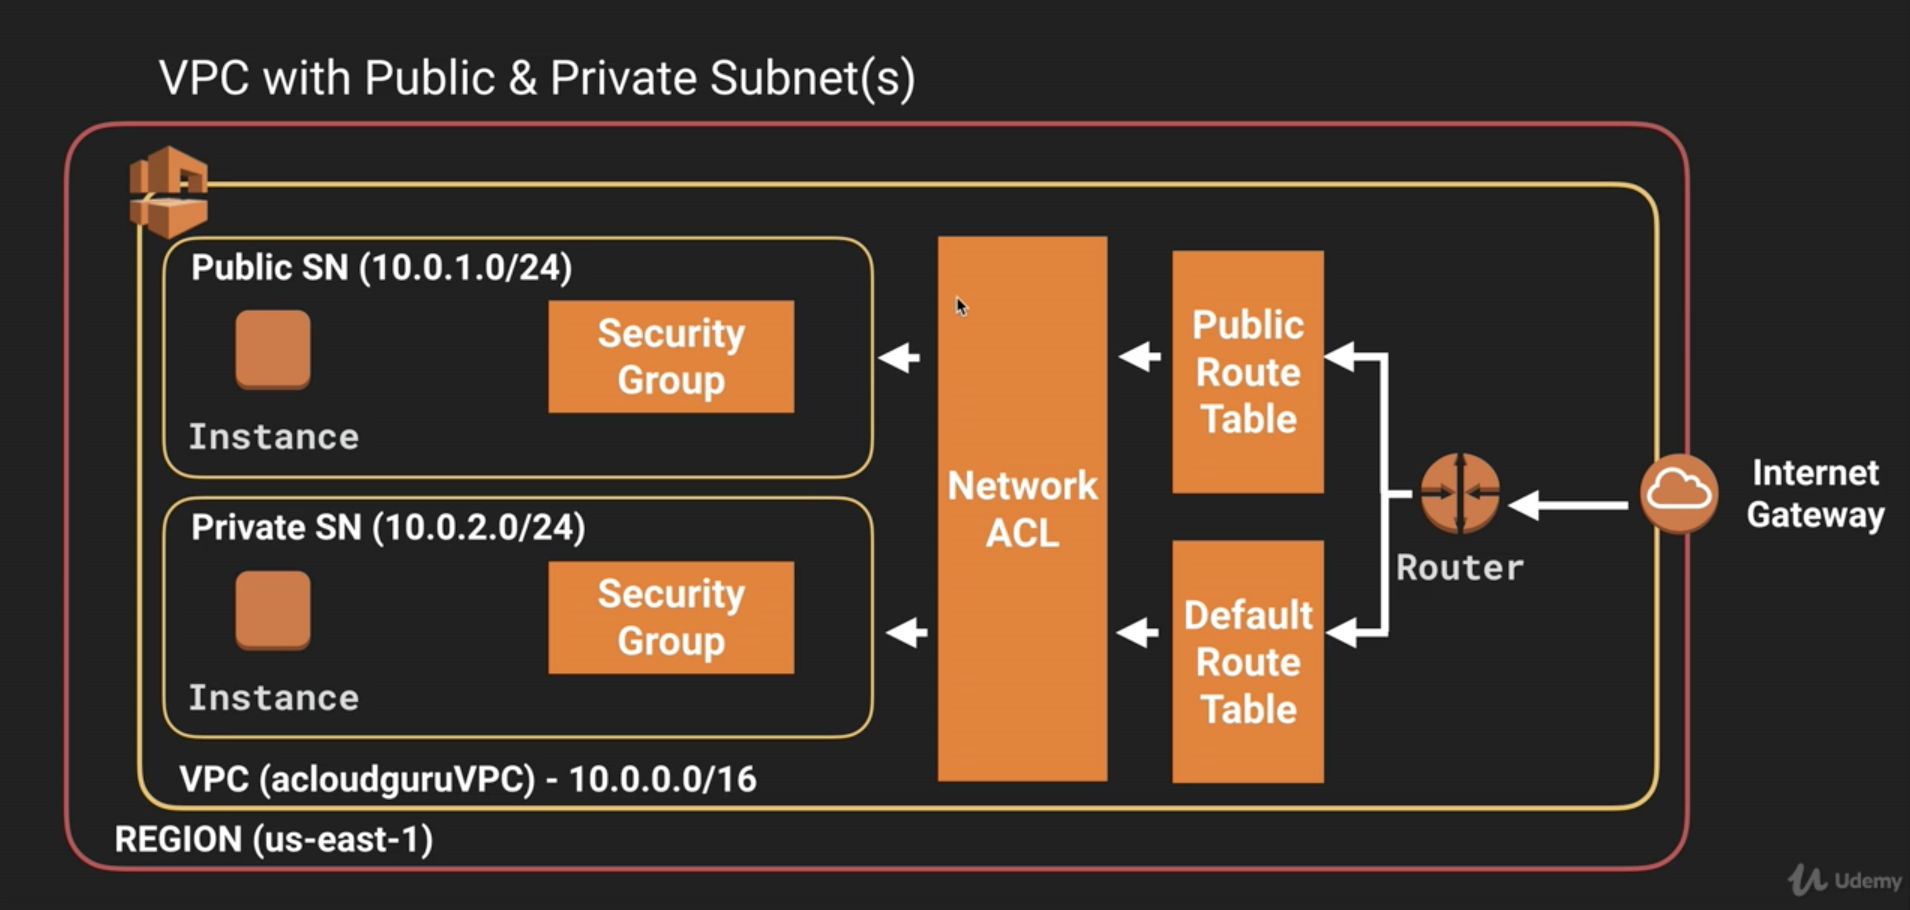 VPC with Public & Private Subnet(s)
Public SN (10.0.1.0/24)
Security
Group
Instance
Private SN (10.0.2.0/24)
Security
Group
Instance
VPC (acloudguruVPC) - 10.0.0.0/16
REGION (us-east-1)
Network
ACL
Public
Route
Table
Default
Route
Table
Router
Internet
Gateway
Udemy